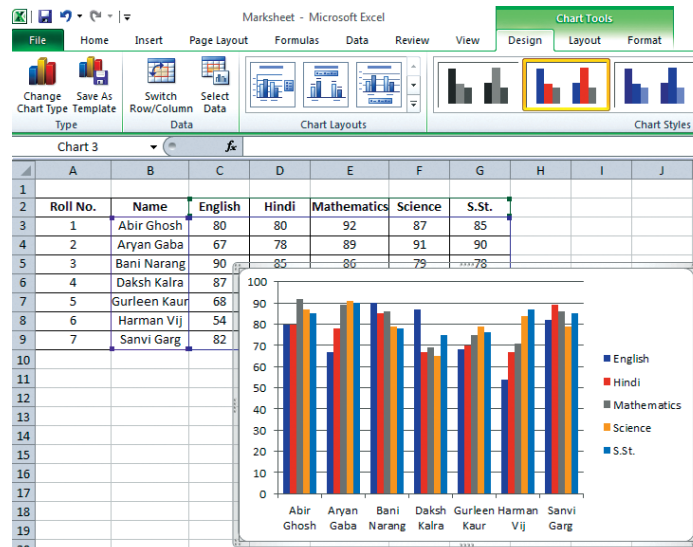 Marksheet - Microsoft Excel
Chart Tools
File Home Insert Page Layout Formulas Data Review View Design Layout Format
Change Chart Type
Save As Template
Switch Row/Column
Select Data
Type Data Chart Layouts Chart Styles
Chart 3 fx
A B C D E F G H I J
1
2 Roll No. Name English Hindi Mathematics Science S.St.
3 1 Abir Ghosh 80 80 92 87 85
4 2 Aryan Gaba 67 78 89 91 90
5 3 Bani Narang 90 85 86 79 78
6 4 Daksh Kalra 87
7 5 Gurleen Kaur 68
8 6 Harman Vij 54
9 7 Sanvi Garg 82
10
11
12
13
14
15
16
17
18
19
100
90
80
70
60
50
40
30
20
10
0
Abir Ghosh
Aryan Gaba
Bani Narang
Daksh Kalra
Gurleen Kaur
Harman Vij
Sanvi Garg
English
Hindi
Mathematics
Science
S.St.